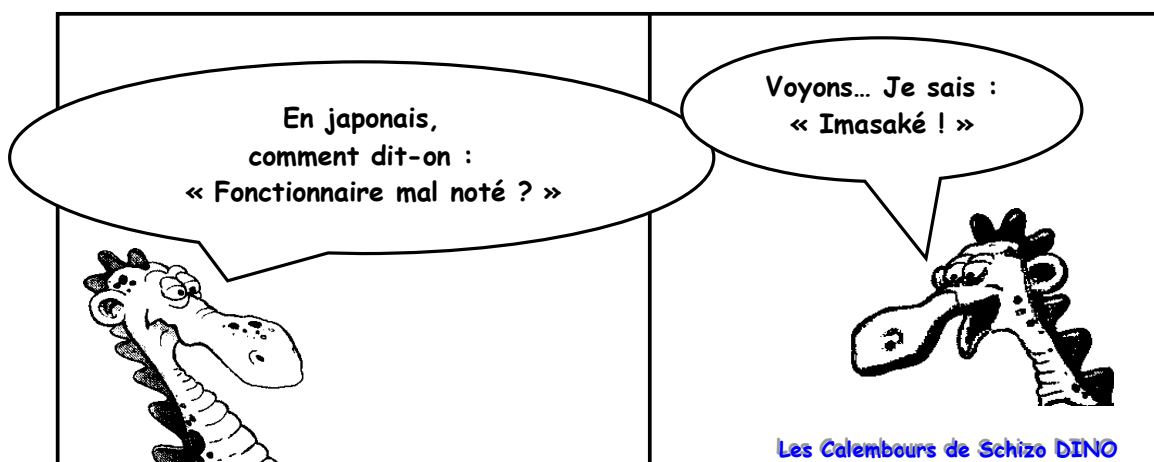 En japonais,
comment dit-on :
« Fonctionnaire mal noté ? »
Voyons… Je sais :
« Imasaké ! »
Les Calembours de Schizo DINO